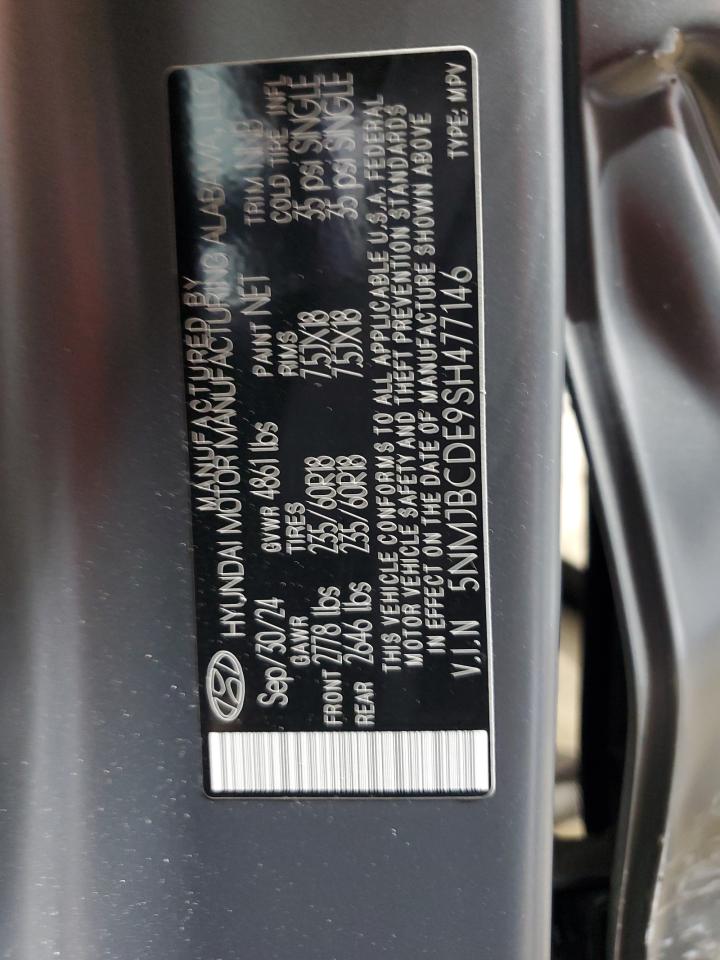 MANUFACTURED BY
HYUNDAI MOTOR MANUFACTURING ALABAMA, LLC
Sep/30/24 GVWR 4861 lbs PAINT NET TRIM NNB
GAWR TIRES RIMS COLD TIRE INFL
FRONT 2778 lbs 235/60R18 7.5JX18 35 psi SINGLE
REAR 2646 lbs 235/60R18 7.5JX18 35 psi SINGLE
THIS VEHICLE CONFORMS TO ALL APPLICABLE U.S.A. FEDERAL
MOTOR VEHICLE SAFETY AND THEFT PREVENTION STANDARDS
IN EFFECT ON THE DATE OF MANUFACTURE SHOWN ABOVE
V.I.N 5NMJBCDE9SH477146 TYPE: MPV